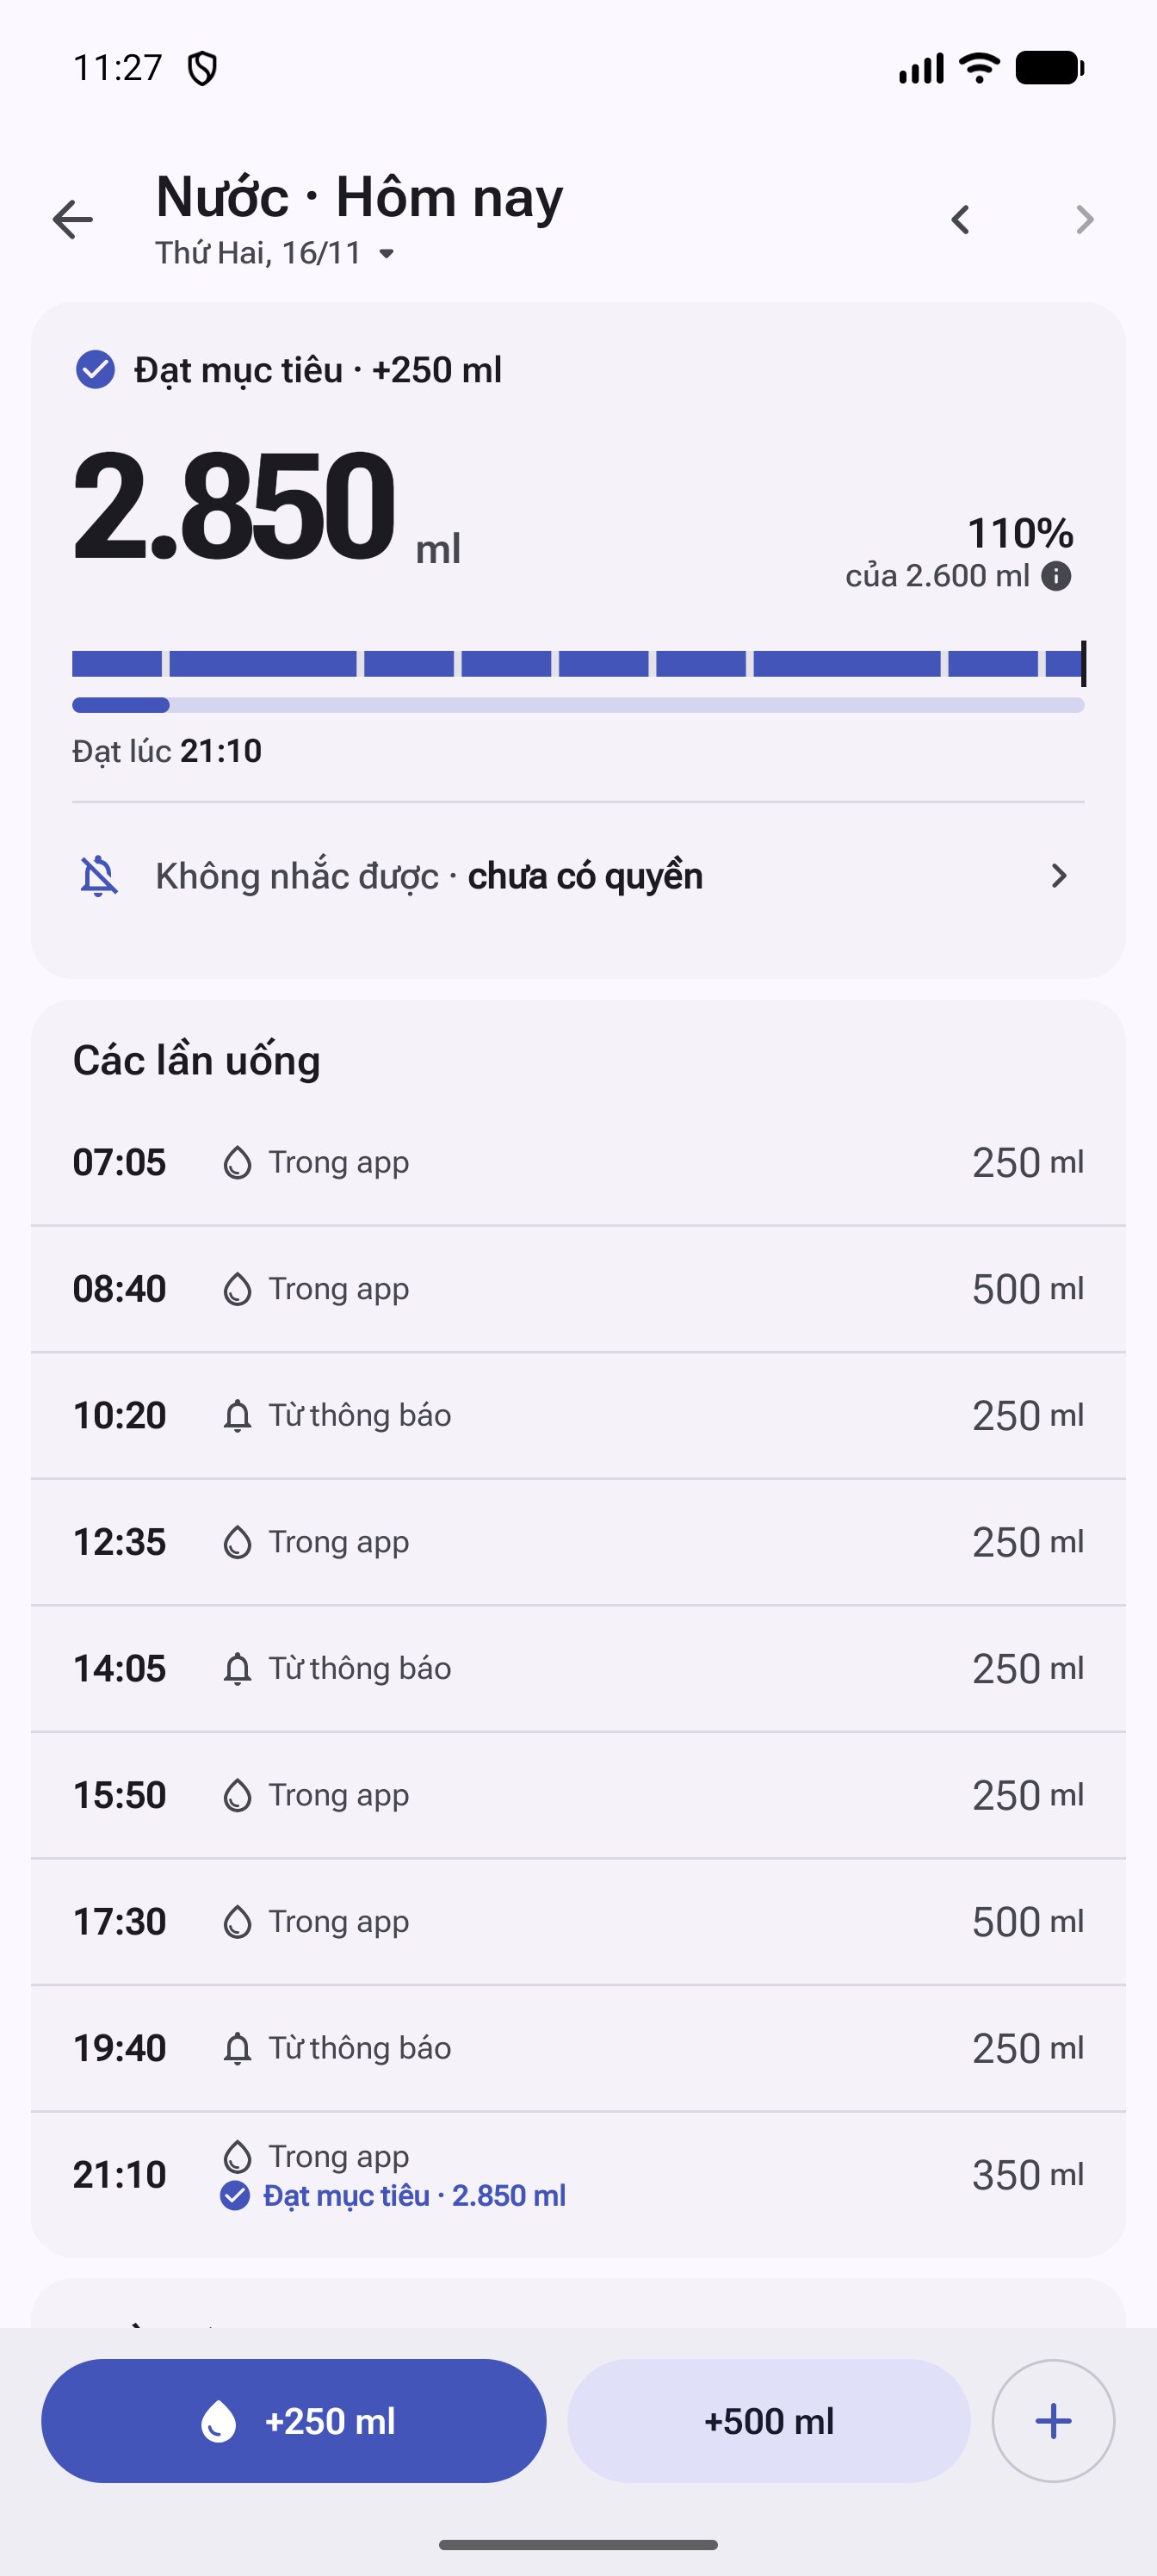 11:27
Nước · Hôm nay
Thứ Hai, 16/11
Đạt mục tiêu · +250 ml
2.850 ml
110%
của 2.600 ml
Đạt lúc 21:10
Không nhắc được · chưa có quyền
Các lần uống
07:05 Trong app 250 ml
08:40 Trong app 500 ml
10:20 Từ thông báo 250 ml
12:35 Trong app 250 ml
14:05 Từ thông báo 250 ml
15:50 Trong app 250 ml
17:30 Trong app 500 ml
19:40 Từ thông báo 250 ml
21:10 Trong app 350 ml
Đạt mục tiêu · 2.850 ml
+250 ml
+500 ml